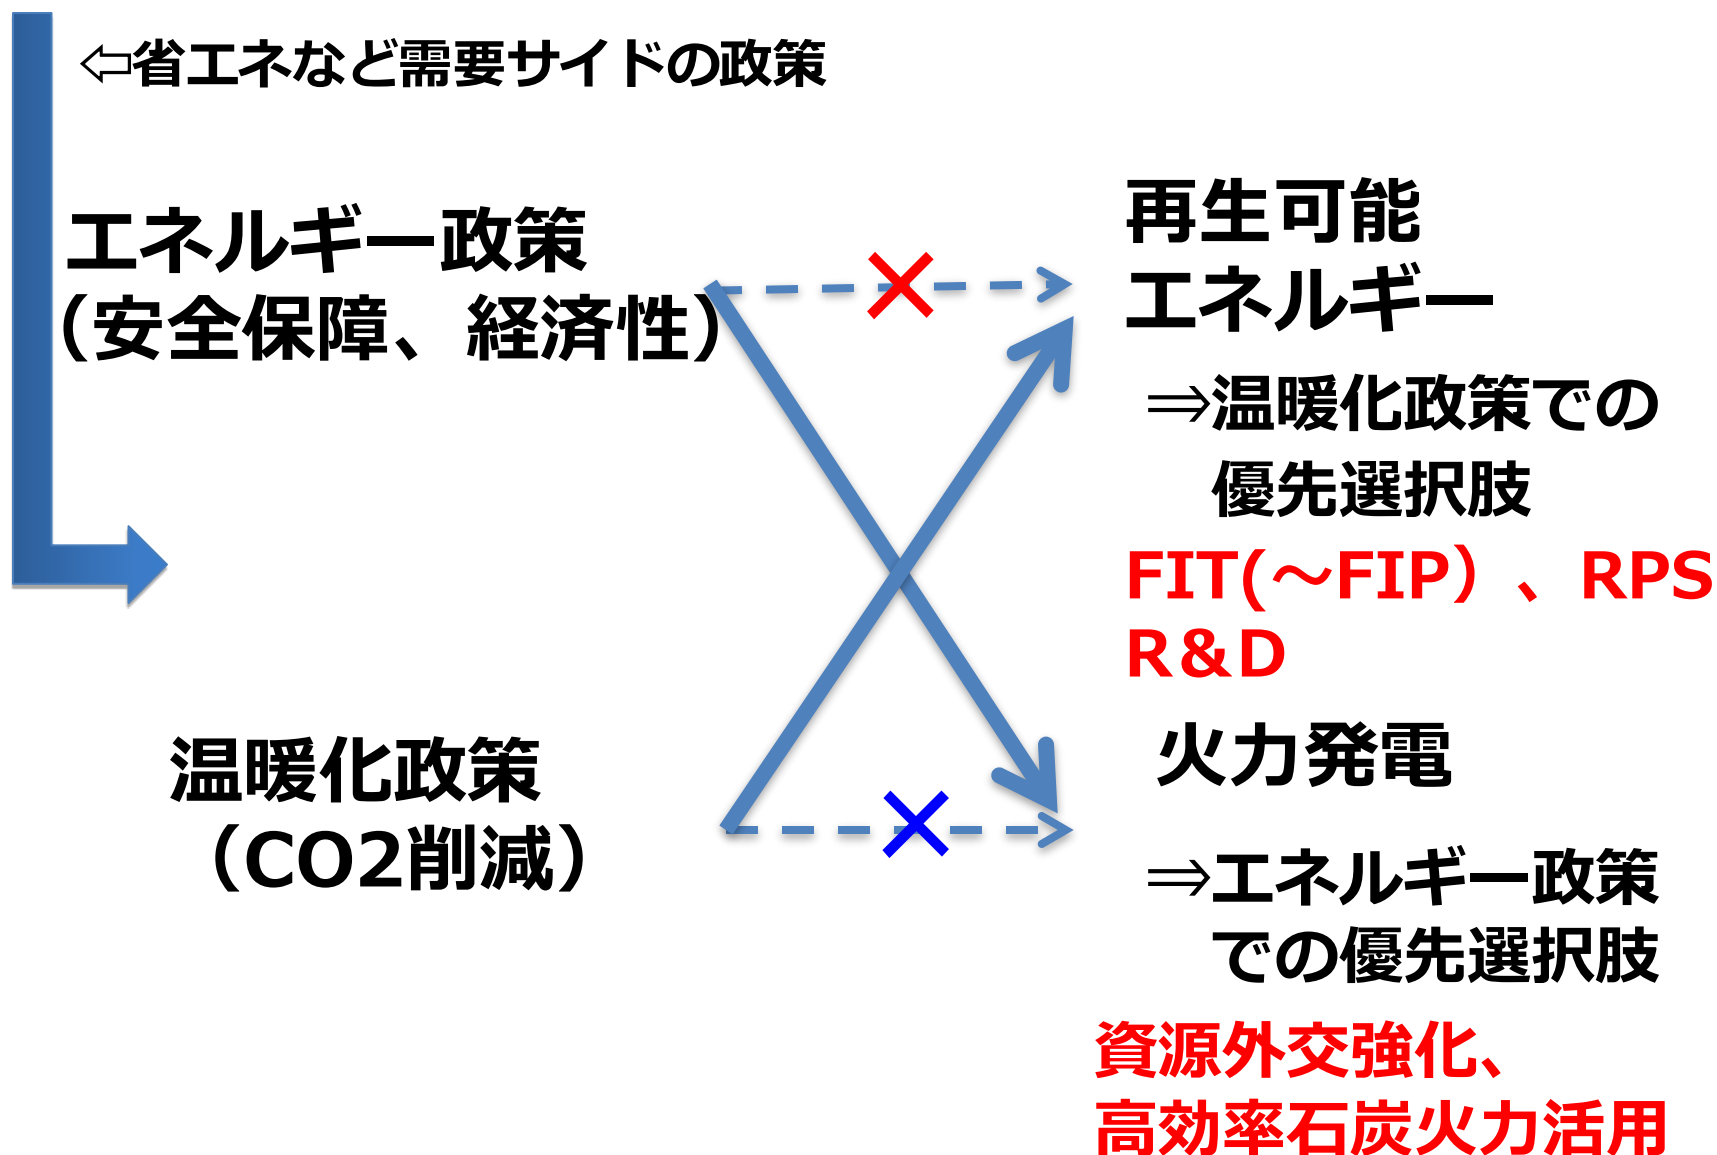 ⇦省エネなど需要サイドの政策
エネルギー政策
（安全保障、経済性）
温暖化政策
（CO2削減）
再生可能
エネルギー
⇒温暖化政策での
優先選択肢
FIT(～FIP）、RPS
R＆D
火力発電
⇒エネルギー政策
での優先選択肢
資源外交強化、
高効率石炭火力活用